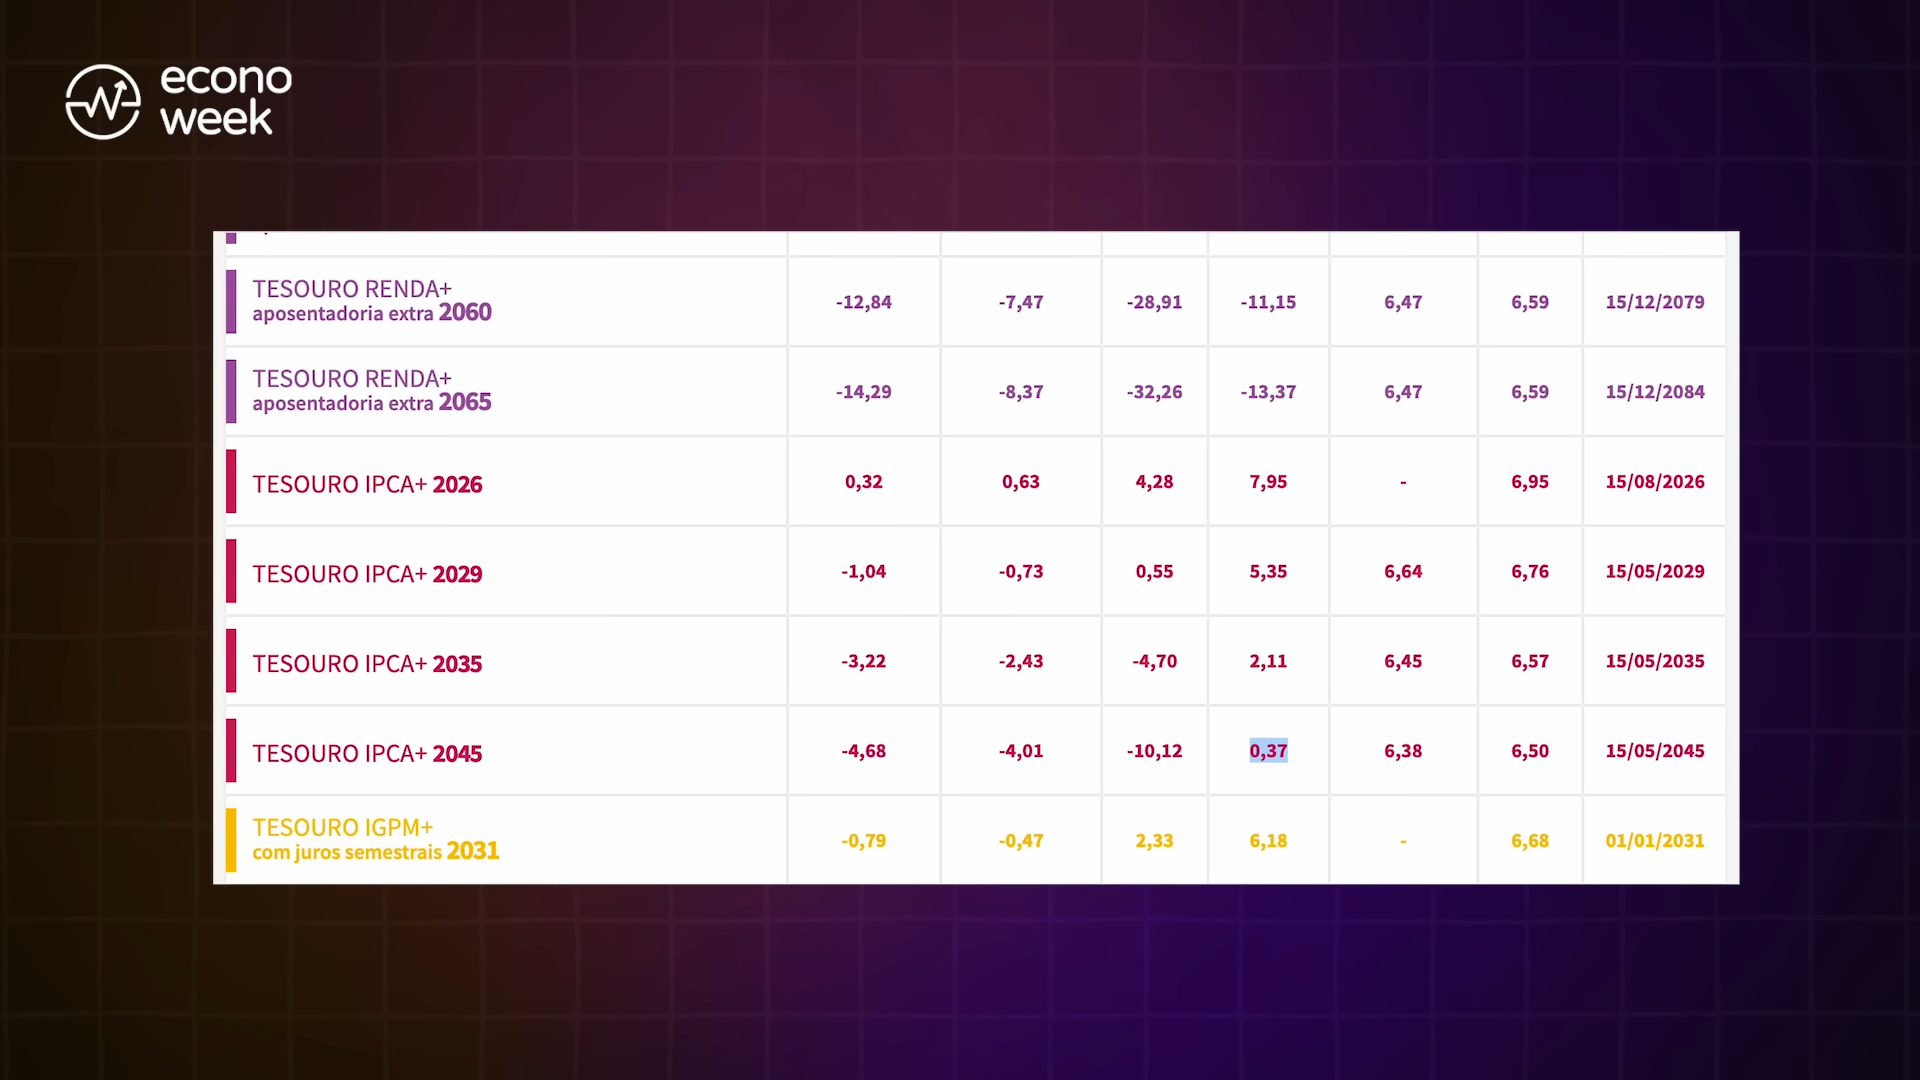 econo
week
TESOURO RENDA+
aposentadoria extra 2060 -12,84 -7,47 -28,91 -11,15 6,47 6,59 15/12/2079
TESOURO RENDA+
aposentadoria extra 2065 -14,29 -8,37 -32,26 -13,37 6,47 6,59 15/12/2084
TESOURO IPCA+ 2026 0,32 0,63 4,28 7,95 - 6,95 15/08/2026
TESOURO IPCA+ 2029 -1,04 -0,73 0,55 5,35 6,64 6,76 15/05/2029
TESOURO IPCA+ 2035 -3,22 -2,43 -4,70 2,11 6,45 6,57 15/05/2035
TESOURO IPCA+ 2045 -4,68 -4,01 -10,12 0,37 6,38 6,50 15/05/2045
TESOURO IGPM+
com juros semestrais 2031 -0,79 -0,47 2,33 6,18 - 6,68 01/01/2031